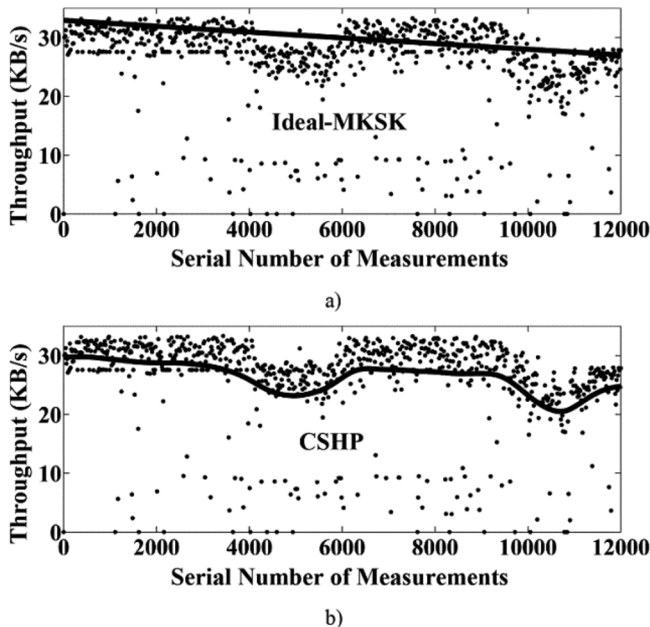 a)
Throughput (KB/s)
30
20
10
0
Ideal-MKSK
0 2000 4000 6000 8000 10000 12000
Serial Number of Measurements
a)
Throughput (KB/s)
30
20
10
0
CSHP
0 2000 4000 6000 8000 10000 12000
Serial Number of Measurements
b)